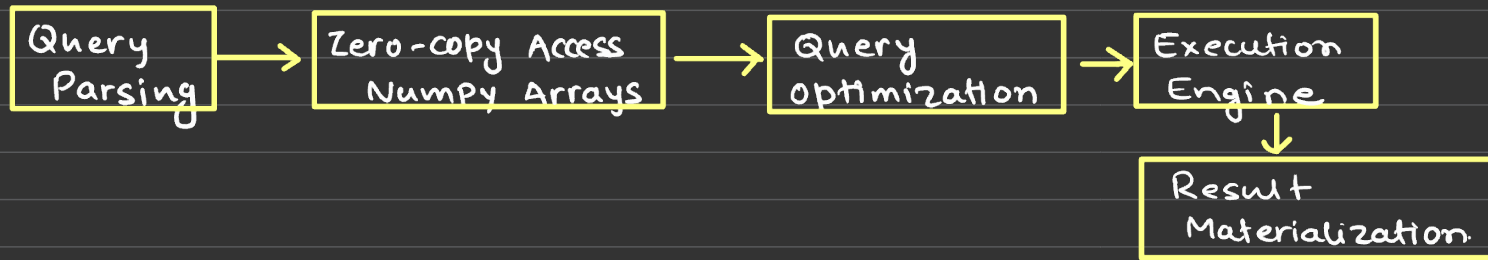 Query
Parsing
Zero-copy Access
Numpy Arrays
Query
optimization
Execution
Engine
Result
Materialization.